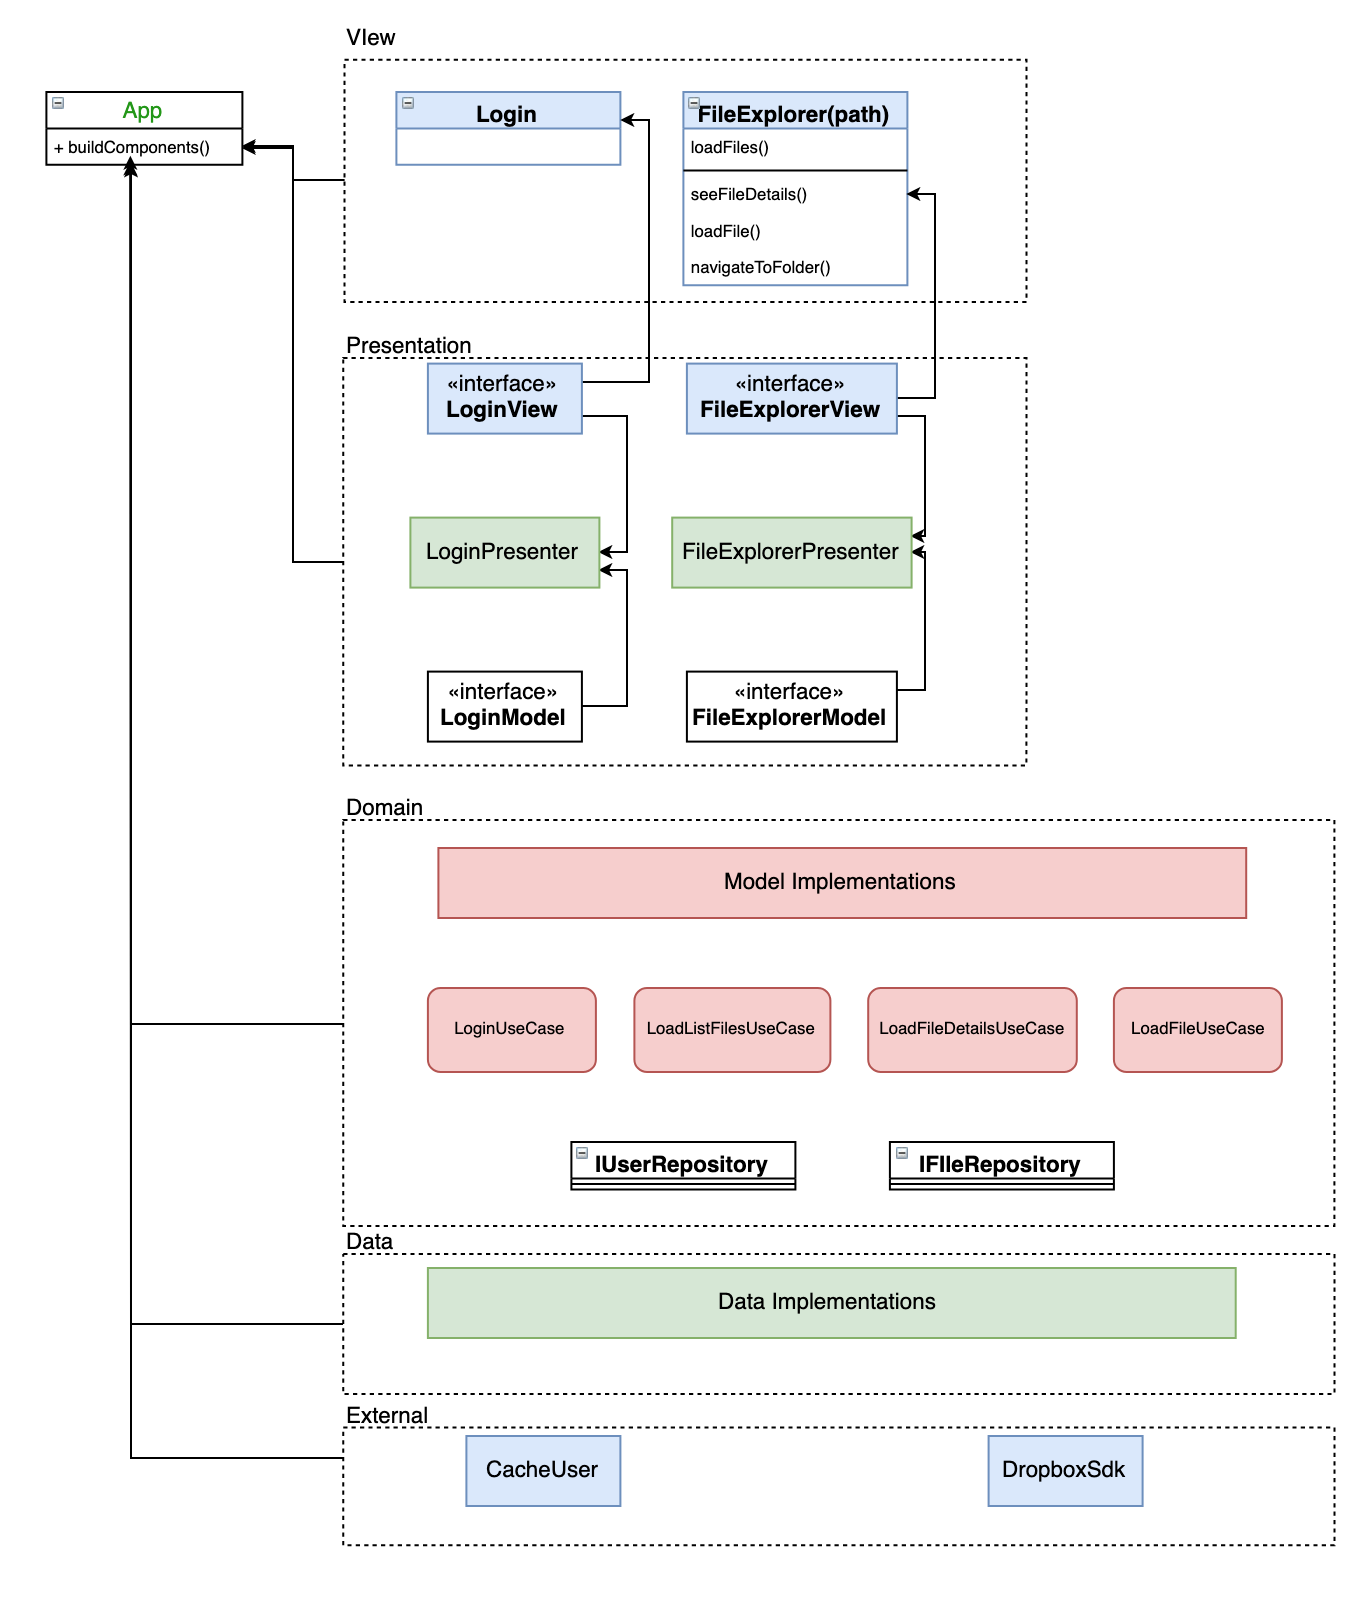 VIew
App
+ buildComponents()
Login
FileExplorer(path)
loadFiles()
seeFileDetails()
loadFile()
navigateToFolder()
Presentation
«interface»
LoginView
«interface»
FileExplorerView
LoginPresenter
FileExplorerPresenter
«interface»
LoginModel
«interface»
FileExplorerModel
Domain
Model Implementations
LoginUseCase
LoadListFilesUseCase
LoadFileDetailsUseCase
LoadFileUseCase
IUserRepository
IFIleRepository
Data
Data Implementations
External
CacheUser
DropboxSdk